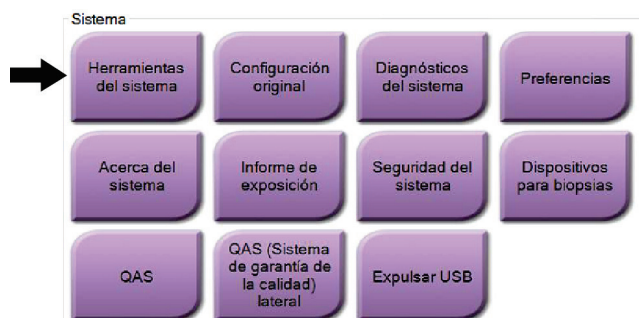 Sistema
Herramientas
del sistema
Configuración
original
Diagnósticos
del sistema
Preferencias
Acerca del
sistema
Informe de
exposición
Seguridad del
sistema
Dispositivos
para biopsias
QAS
QAS (Sistema
de garantía de
la calidad)
lateral
Expulsar USB